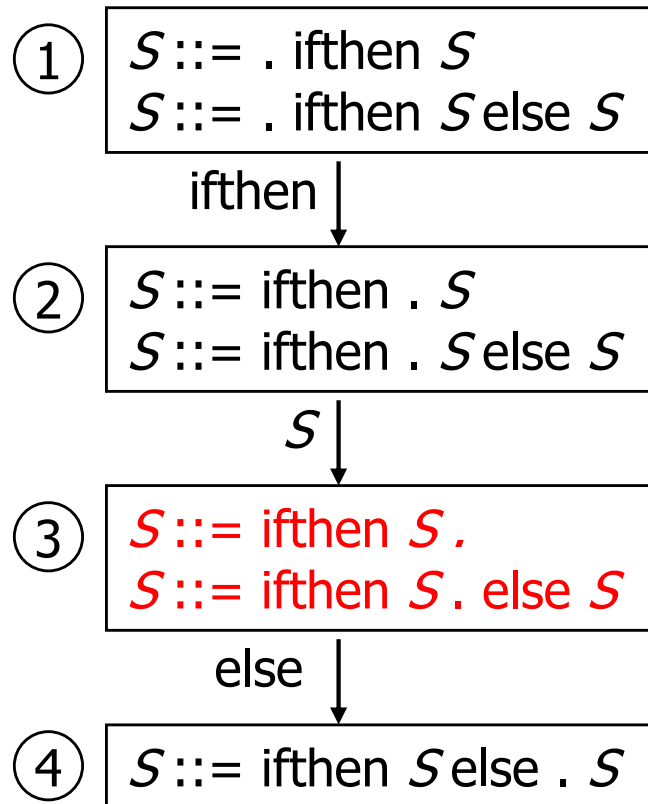 1
S ::= . ifthen S
S ::= . ifthen S else S
ifthen
2
S ::= ifthen . S
S ::= ifthen . S else S
S
3
S ::= ifthen S .
S ::= ifthen S . else S
else
4
S ::= ifthen S else . S